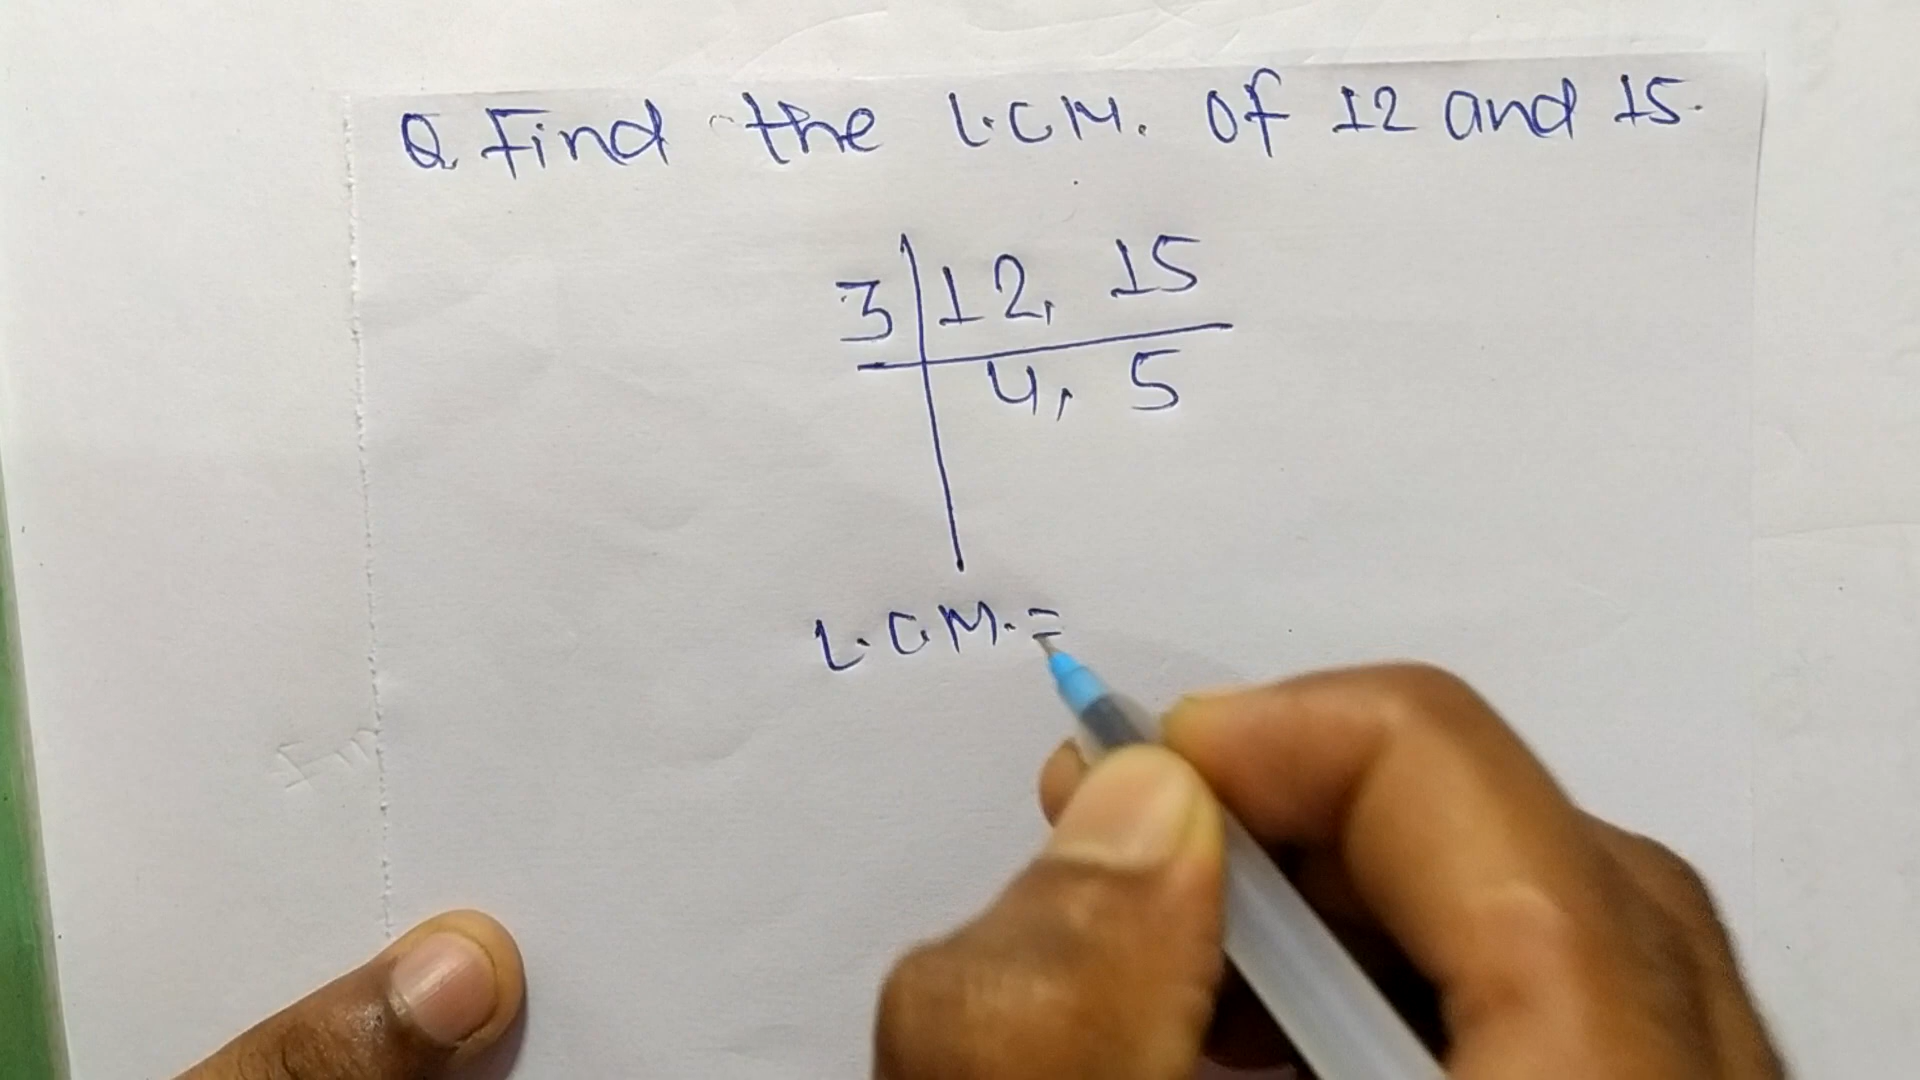 Q. Find the L.C.M. of 12 and 15.
3 12, 15
4, 5
L.C.M. =